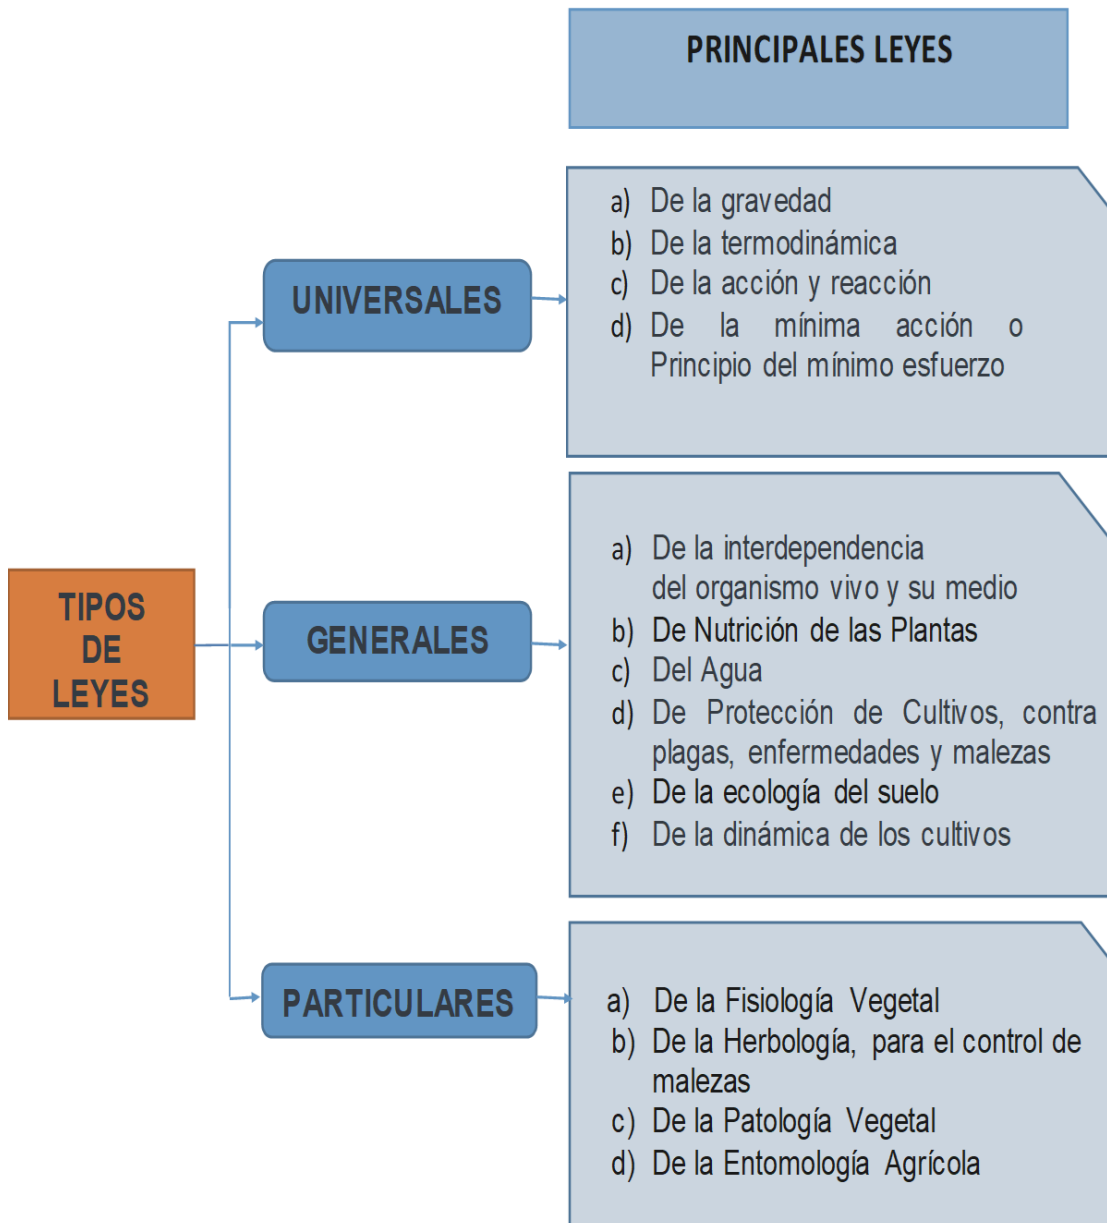 PRINCIPALES LEYES
TIPOS
DE
LEYES
UNIVERSALES
a) De la gravedad
b) De la termodinámica
c) De la acción y reacción
d) De la mínima acción o
Principio del mínimo esfuerzo
GENERALES
a) De la interdependencia
del organismo vivo y su medio
b) De Nutrición de las Plantas
c) Del Agua
d) De Protección de Cultivos, contra
plagas, enfermedades y malezas
e) De la ecología del suelo
f) De la dinámica de los cultivos
PARTICULARES
a) De la Fisiología Vegetal
b) De la Herbología, para el control de
malezas
c) De la Patología Vegetal
d) De la Entomología Agrícola